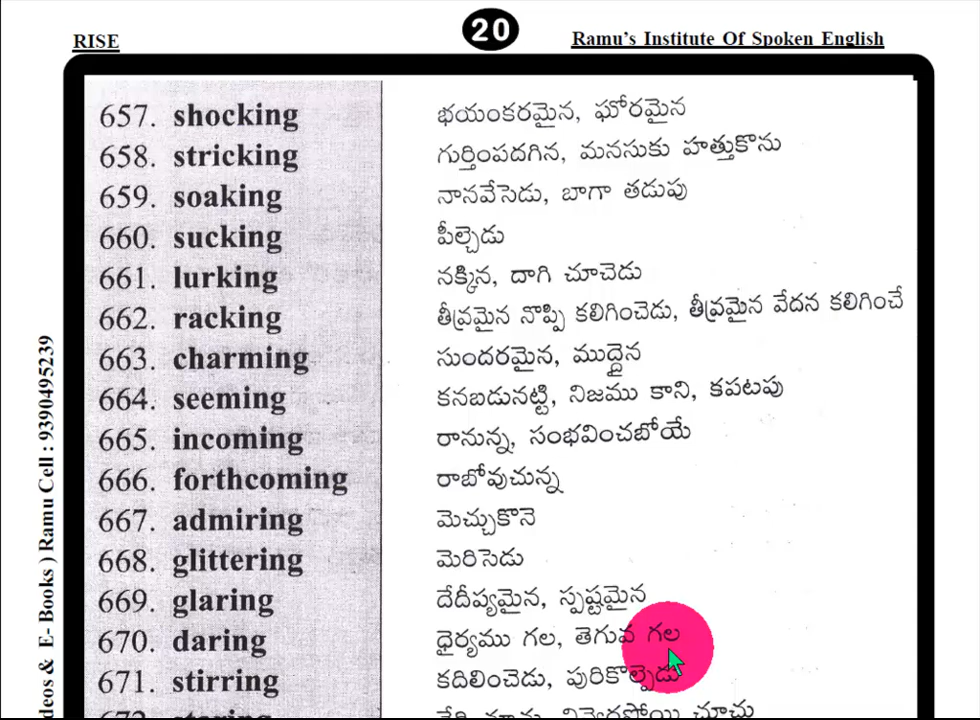 RISE 20 Ramu's Institute Of Spoken English
657. shocking భయంకరమైన, ఘోరమైన
658. stricking గుర్తింపదగిన, మనసుకు హత్తుకొను
659. soaking నానవేసెడు, బాగా తడుపు
660. sucking పీల్చెడు
661. lurking నక్కిన, దాగి చూచెడు
662. racking తీవ్రమైన నొప్పి కలిగించెడు, తీవ్రమైన వేదన కలిగించే
663. charming సుందరమైన, ముద్దైన
664. seeming కనబడునట్టి, నిజము కాని, కపటపు
665. incoming రానున్న, సంభవించబోయే
666. forthcoming రాబోవుచున్న
667. admiring మెచ్చుకొనె
668. glittering మెరిసెడు
669. glaring దేదీప్యమైన, స్పష్టమైన
670. daring ధైర్యము గల, తెగువ గల
671. stirring కదిలించెడు, పురికొల్పెడు
deos & E- Books ) Ramu Cell : 9390495239